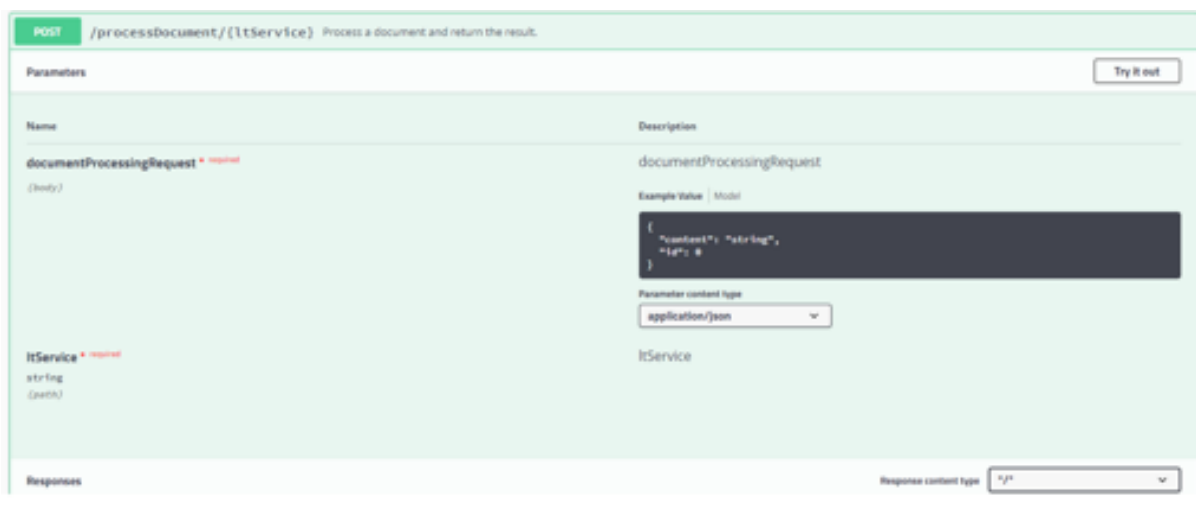 POST /processDocument/{ltService} Process a document and return the result.
Parameters Try it out
Name Description
documentProcessingRequest * required documentProcessingRequest
(body)
Example Value | Model
{
"content": "string",
"id": 0
}
Parameter content type
application/json
ltService * required ltService
string
(path)
Responses Response content type */*